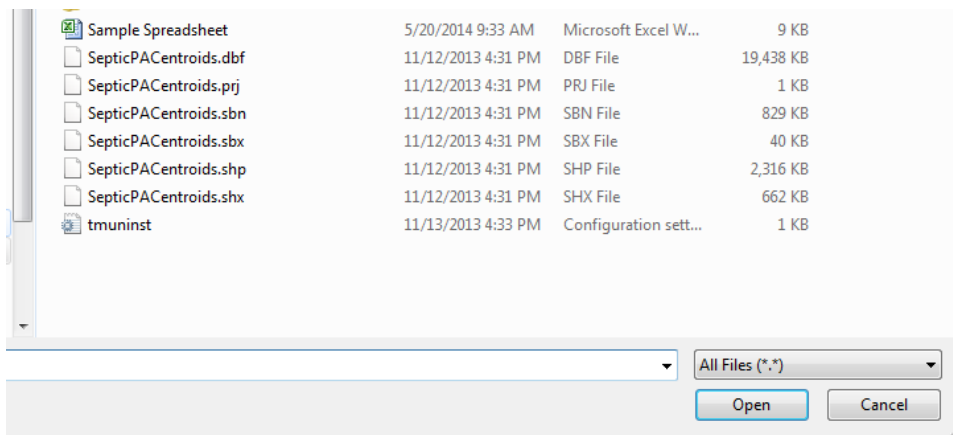 Sample Spreadsheet 5/20/2014 9:33 AM Microsoft Excel W... 9 KB
SepticPACentroids.dbf 11/12/2013 4:31 PM DBF File 19,438 KB
SepticPACentroids.prj 11/12/2013 4:31 PM PRJ File 1 KB
SepticPACentroids.sbn 11/12/2013 4:31 PM SBN File 829 KB
SepticPACentroids.sbx 11/12/2013 4:31 PM SBX File 40 KB
SepticPACentroids.shp 11/12/2013 4:31 PM SHP File 2,316 KB
SepticPACentroids.shx 11/12/2013 4:31 PM SHX File 662 KB
tmuninst 11/13/2013 4:33 PM Configuration sett... 1 KB
All Files (*.*)
Open Cancel